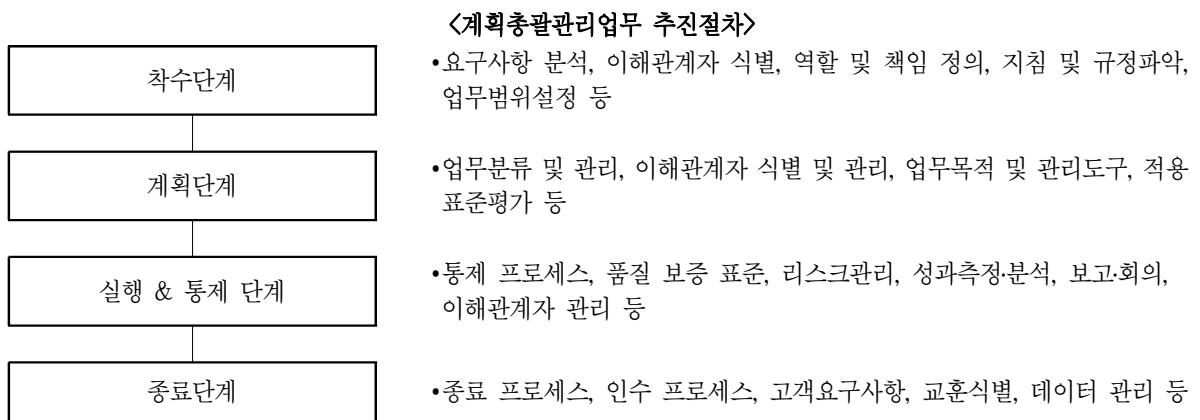 <계획총괄관리업무 추진절차>
착수단계
•요구사항 분석, 이해관계자 식별, 역할 및 책임 정의, 지침 및 규정파악,
업무범위설정 등
계획단계
•업무분류 및 관리, 이해관계자 식별 및 관리, 업무목적 및 관리도구, 적용
표준평가 등
실행 & 통제 단계
•통제 프로세스, 품질 보증 표준, 리스크관리, 성과측정·분석, 보고·회의,
이해관계자 관리 등
종료단계
•종료 프로세스, 인수 프로세스, 고객요구사항, 교훈식별, 데이터 관리 등